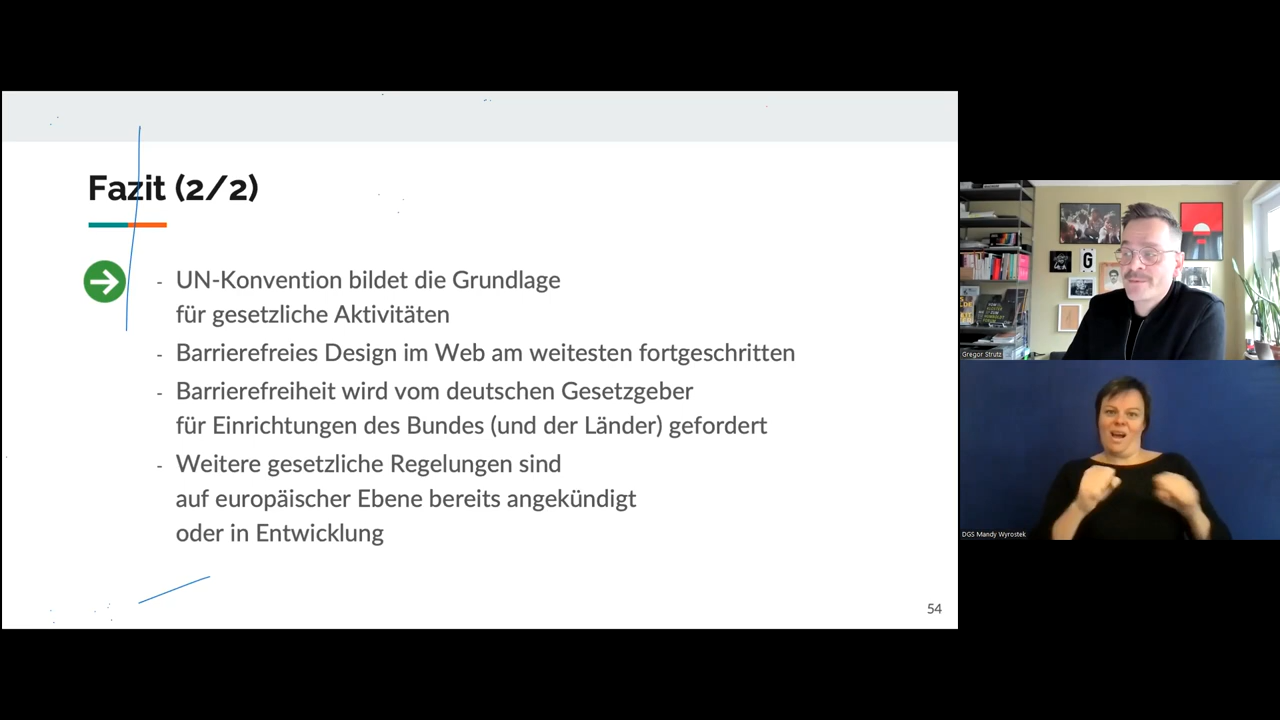 Fazit (2/2)
- UN-Konvention bildet die Grundlage
für gesetzliche Aktivitäten
- Barrierefreies Design im Web am weitesten fortgeschritten
- Barrierefreiheit wird vom deutschen Gesetzgeber
für Einrichtungen des Bundes (und der Länder) gefordert
- Weitere gesetzliche Regelungen sind
auf europäischer Ebene bereits angekündigt
oder in Entwicklung
54
G
Gregor Strutz
DGS Mandy Wyrostek